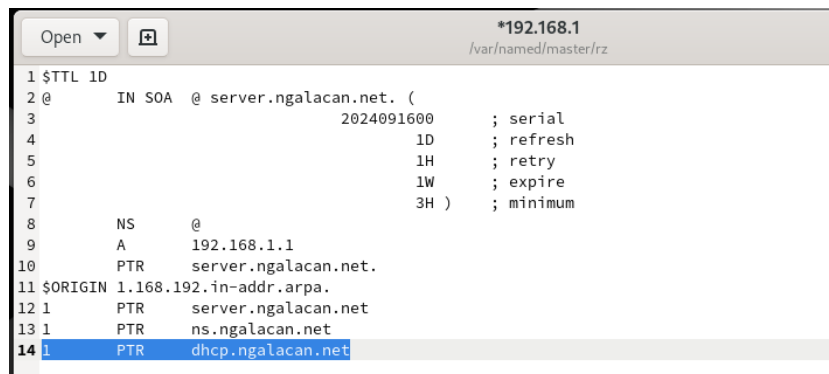 Open
*192.168.1
/var/named/master/rz
1 $TTL 1D
2 @ IN SOA @ server.ngalacan.net. (
3 2024091600 ; serial
4 1D ; refresh
5 1H ; retry
6 1W ; expire
7 3H ) ; minimum
8 NS @
9 A 192.168.1.1
10 PTR server.ngalacan.net.
11 $ORIGIN 1.168.192.in-addr.arpa.
12 1 PTR server.ngalacan.net
13 1 PTR ns.ngalacan.net
14 1 PTR dhcp.ngalacan.net